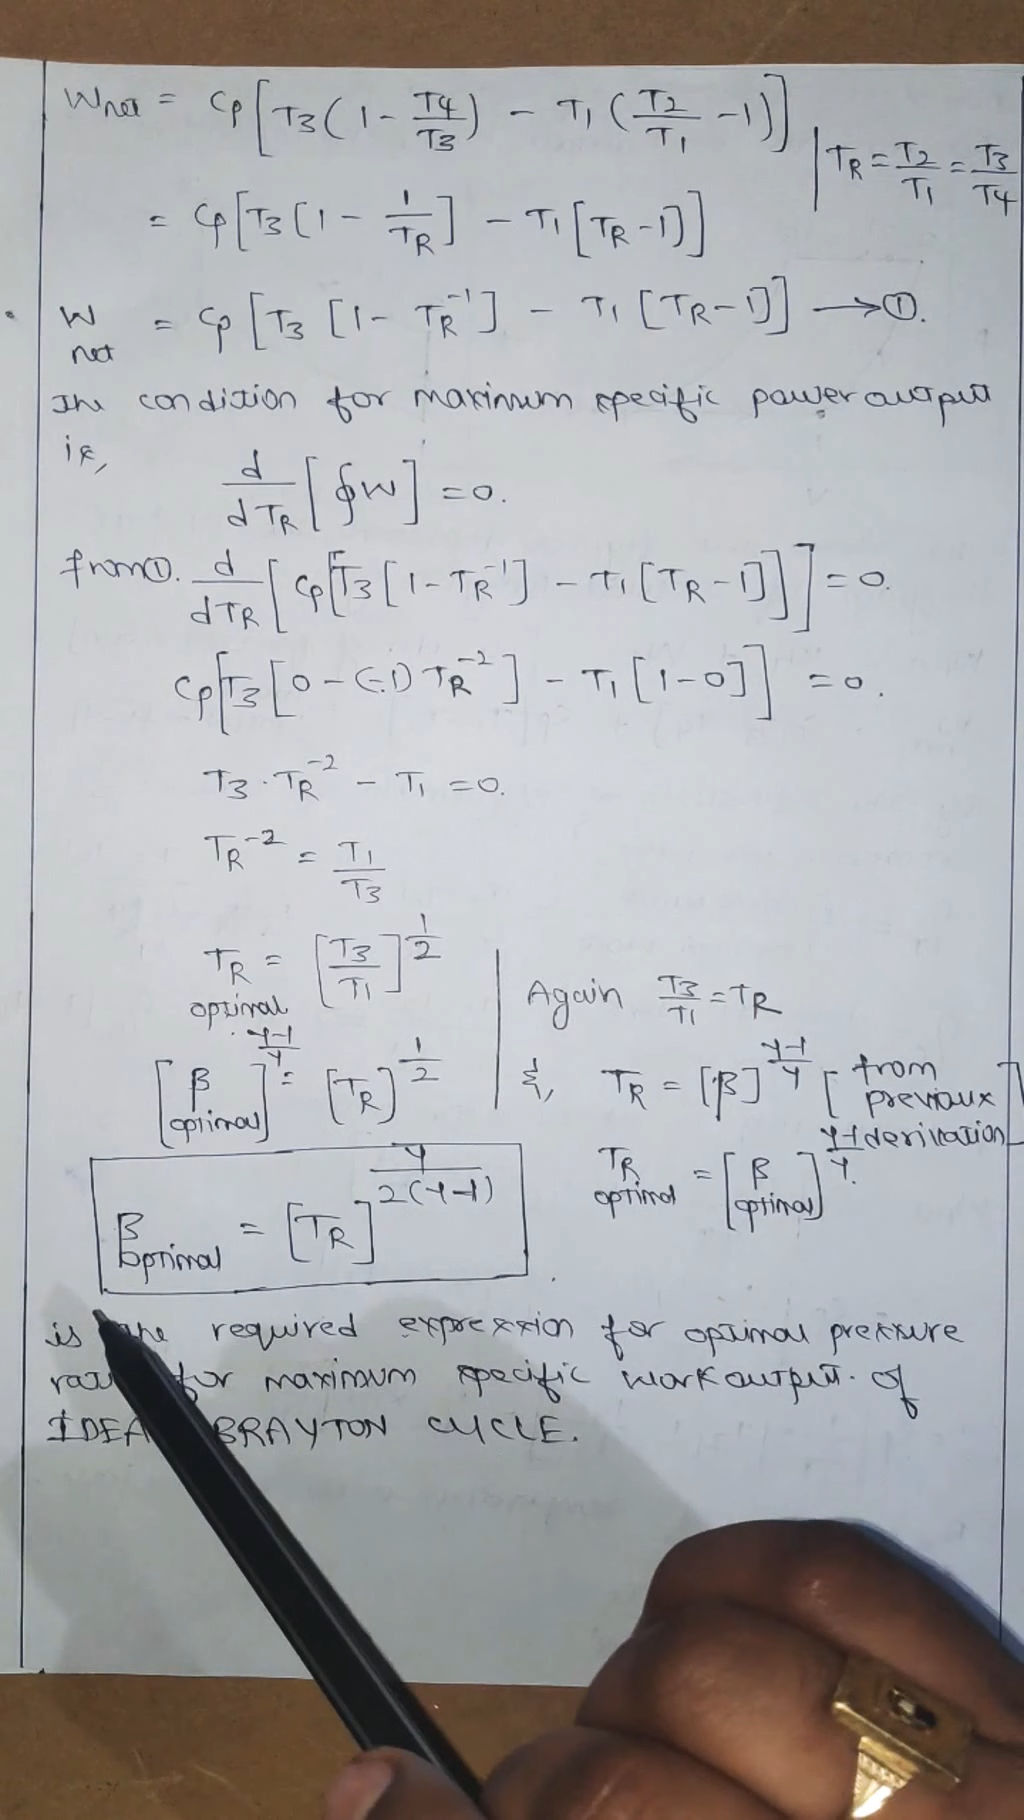 Wnet = Cp[T3(1 - T4/T3) - T1(T2/T1 - 1)]
TR = T2/T1 = T3/T4
= Cp[T3[1 - 1/TR] - T1[TR-1]]
W net = Cp[T3[1 - TR^-1] - T1[TR-1]] → ①.
The condition for maximum specific power output
is,
d/dTR[∮W] = 0.
from ①. d/dTR[Cp[T3[1-TR^-1] - T1[TR-1]]] = 0.
Cp[T3[0-(-1)TR^-2] - T1[1-0]] = 0.
T3·TR^-2 - T1 = 0.
TR^-2 = T1/T3
TR optimal = [T3/T1]^1/2
[β optimal]^γ-1/γ = [TR]^1/2
β optimal = [TR]^γ/2(γ-1)
Again T3/T1 = TR
&, TR = [β]^γ-1/γ [from
previous
derivation]
TR optimal = [β optimal]^γ-1/γ.
is the required expression for optimal pressure
for maximum specific work output. of
BRAYTON CYCLE.